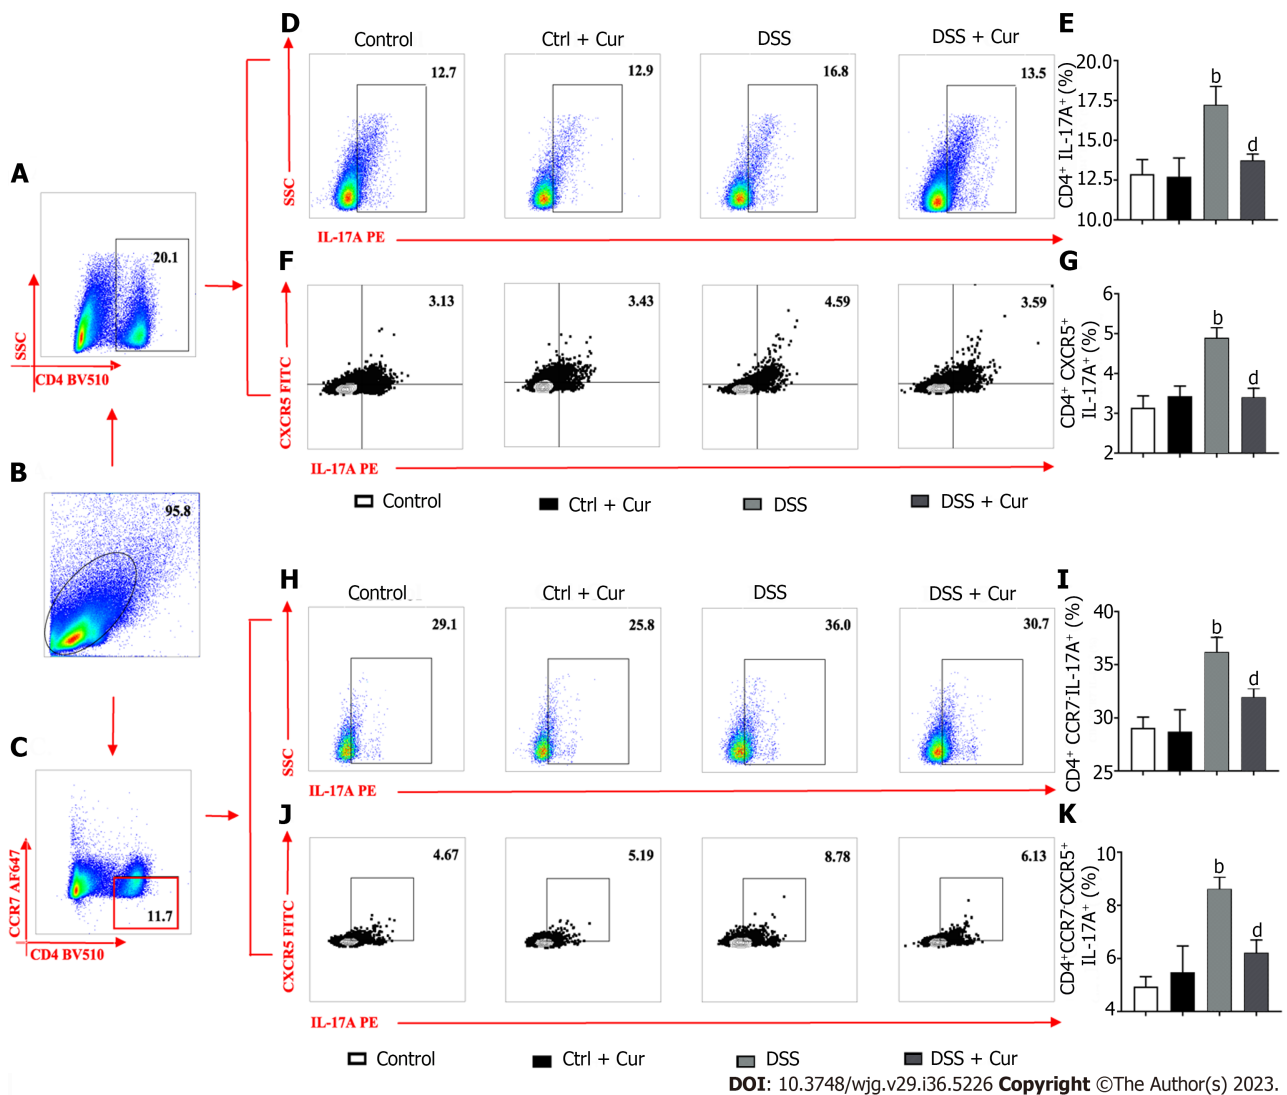 A
20.1
SSC
CD4 BV510
B
95.8
C
CCR7 AF647
11.7
CD4 BV510
D
Control
Ctrl + Cur
DSS
DSS + Cur
12.7
12.9
16.8
13.5
SSC
IL-17A PE
E
CD4⁺ IL-17A⁺ (%)
20.0
17.5
15.0
12.5
10.0
b
d
F
3.13
3.43
4.59
3.59
CXCR5 FITC
IL-17A PE
G
CD4⁺ CXCR5⁺
IL-17A⁺ (%)
6
5
4
3
2
b
d
Control
Ctrl + Cur
DSS
DSS + Cur
H
Control
Ctrl + Cur
DSS
DSS + Cur
29.1
25.8
36.0
30.7
SSC
IL-17A PE
I
CD4⁺ CCR7⁻IL-17A⁺ (%)
40
35
30
25
b
d
J
4.67
5.19
8.78
6.13
CXCR5 FITC
IL-17A PE
K
CD4⁺CCR7⁻CXCR5⁺
IL-17A⁺ (%)
10
8
6
4
b
d
Control
Ctrl + Cur
DSS
DSS + Cur
DOI: 10.3748/wjg.v29.i36.5226 Copyright ©The Author(s) 2023.